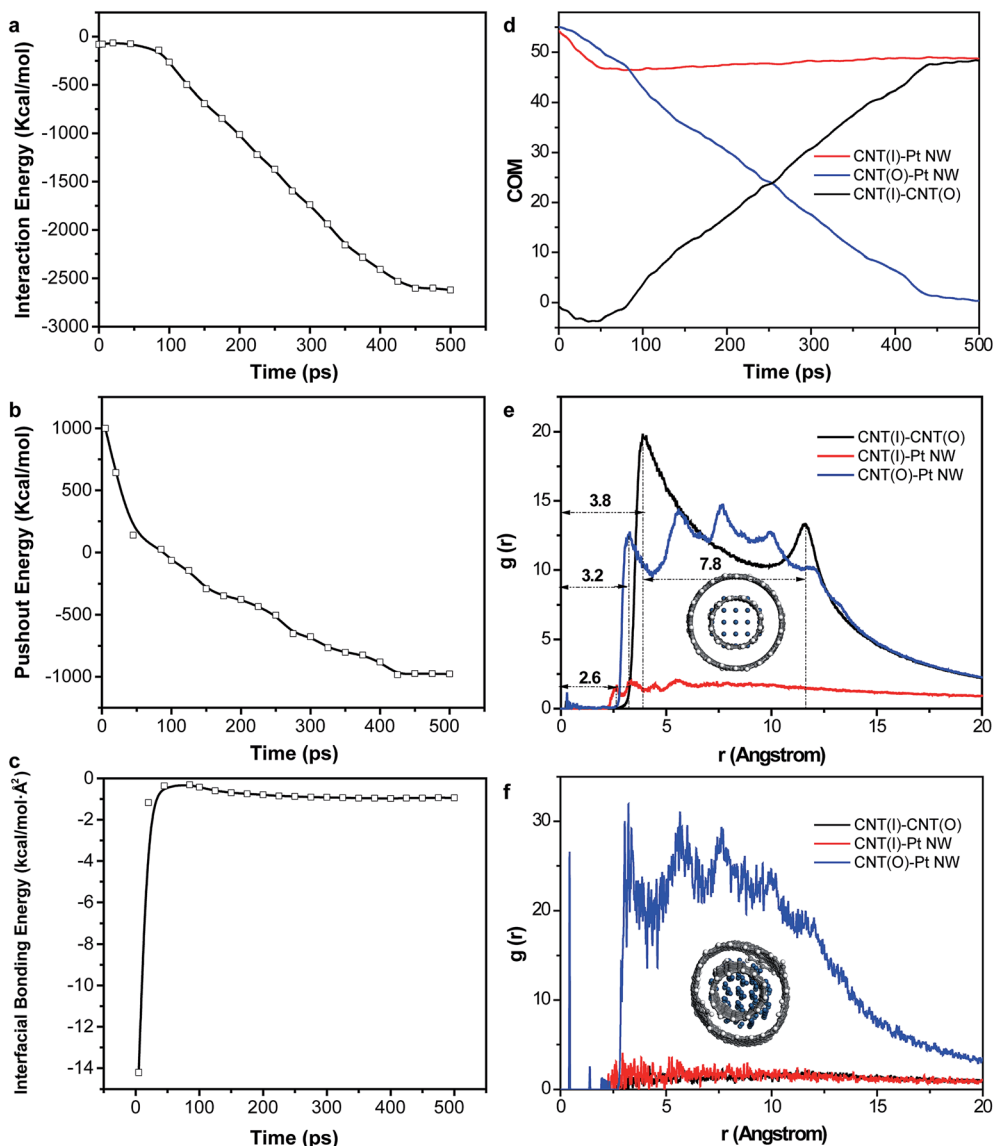 a
0
-500
-1000
-1500
-2000
-2500
-3000
Interaction Energy (Kcal/mol)
0 100 200 300 400 500
Time (ps)
b
1000
500
0
-500
-1000
Pushout Energy (Kcal/mol)
0 100 200 300 400 500
Time (ps)
c
0
-2
-4
-6
-8
-10
-12
-14
Interfacial Bonding Energy (kcal/mol·Å²)
0 100 200 300 400 500
Time (ps)
d
50
40
30
20
10
0
COM
CNT(I)-Pt NW
CNT(O)-Pt NW
CNT(I)-CNT(O)
0 100 200 300 400 500
Time (ps)
e
20
15
10
5
0
g (r)
CNT(I)-CNT(O)
CNT(I)-Pt NW
CNT(O)-Pt NW
3.8
3.2
7.8
2.6
0 5 10 15 20
r (Angstrom)
f
30
20
10
0
g (r)
CNT(I)-CNT(O)
CNT(I)-Pt NW
CNT(O)-Pt NW
0 5 10 15 20
r (Angstrom)